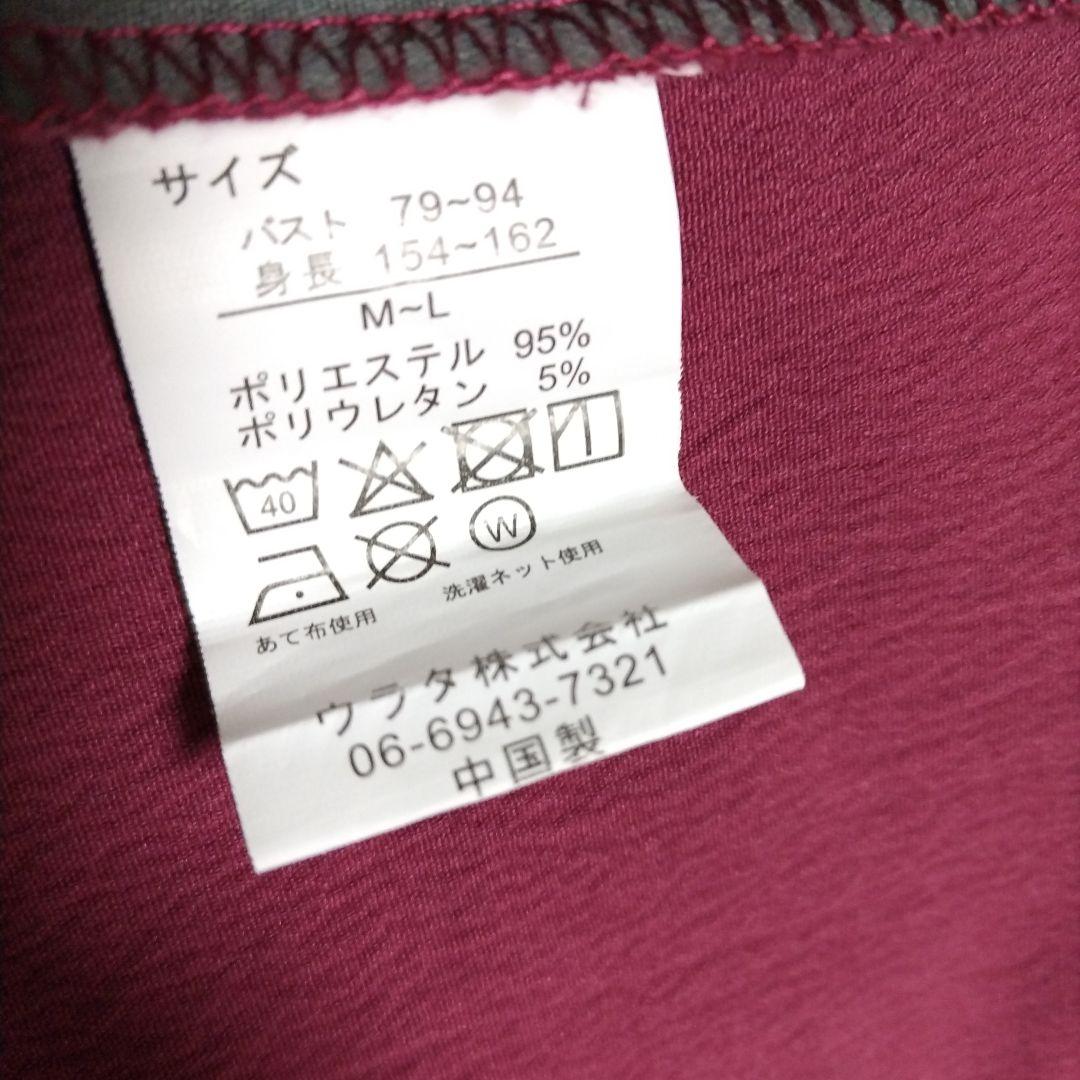 サイズ
バスト 79~94
身長 154~162
M~L
ポリエステル 95%
ポリウレタン 5%
40
W
あて布使用
洗濯ネット使用
ウラタ株式会社
06-6943-7321
中国製